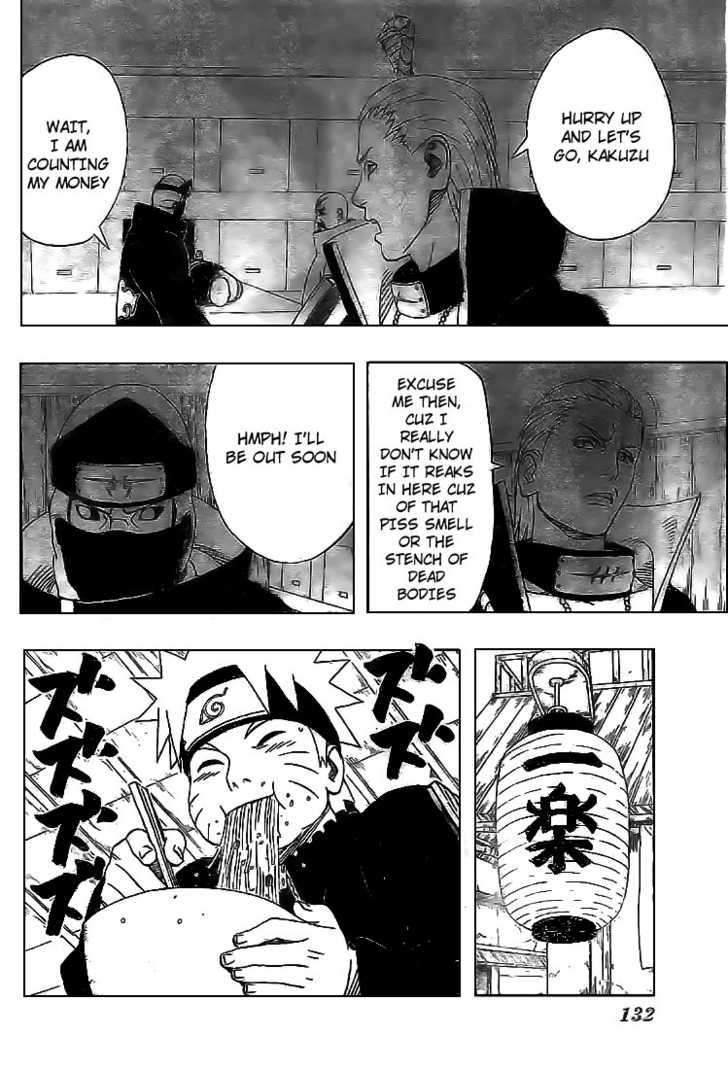 HURRY UP
AND LET'S
GO, KAKUZU
WAIT,
I AM
COUNTING
MY MONEY
EXCUSE
ME THEN,
CUZ I
REALLY
DON'T KNOW
IF IT REAKS
IN HERE CUZ
OF THAT
PISS SMELL
OR THE
STENCH OF
DEAD
BODIES
HMPH! I'LL
BE OUT SOON
一楽
ズズ
ズズズズ
132